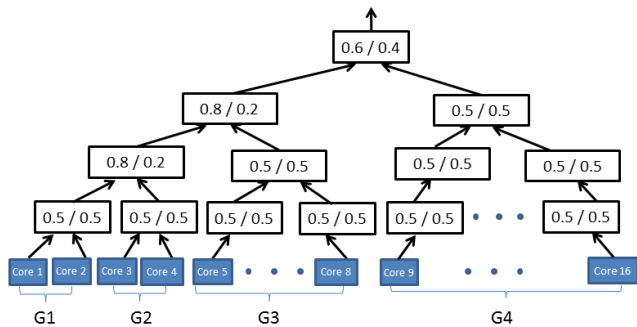 0.6 / 0.4
0.8 / 0.2
0.5 / 0.5
0.8 / 0.2
0.5 / 0.5
0.5 / 0.5
0.5 / 0.5
0.5 / 0.5
0.5 / 0.5
0.5 / 0.5
0.5 / 0.5
0.5 / 0.5
0.5 / 0.5
Core 1
Core 2
Core 3
Core 4
Core 5
Core 8
Core 9
Core 16
G1
G2
G3
G4